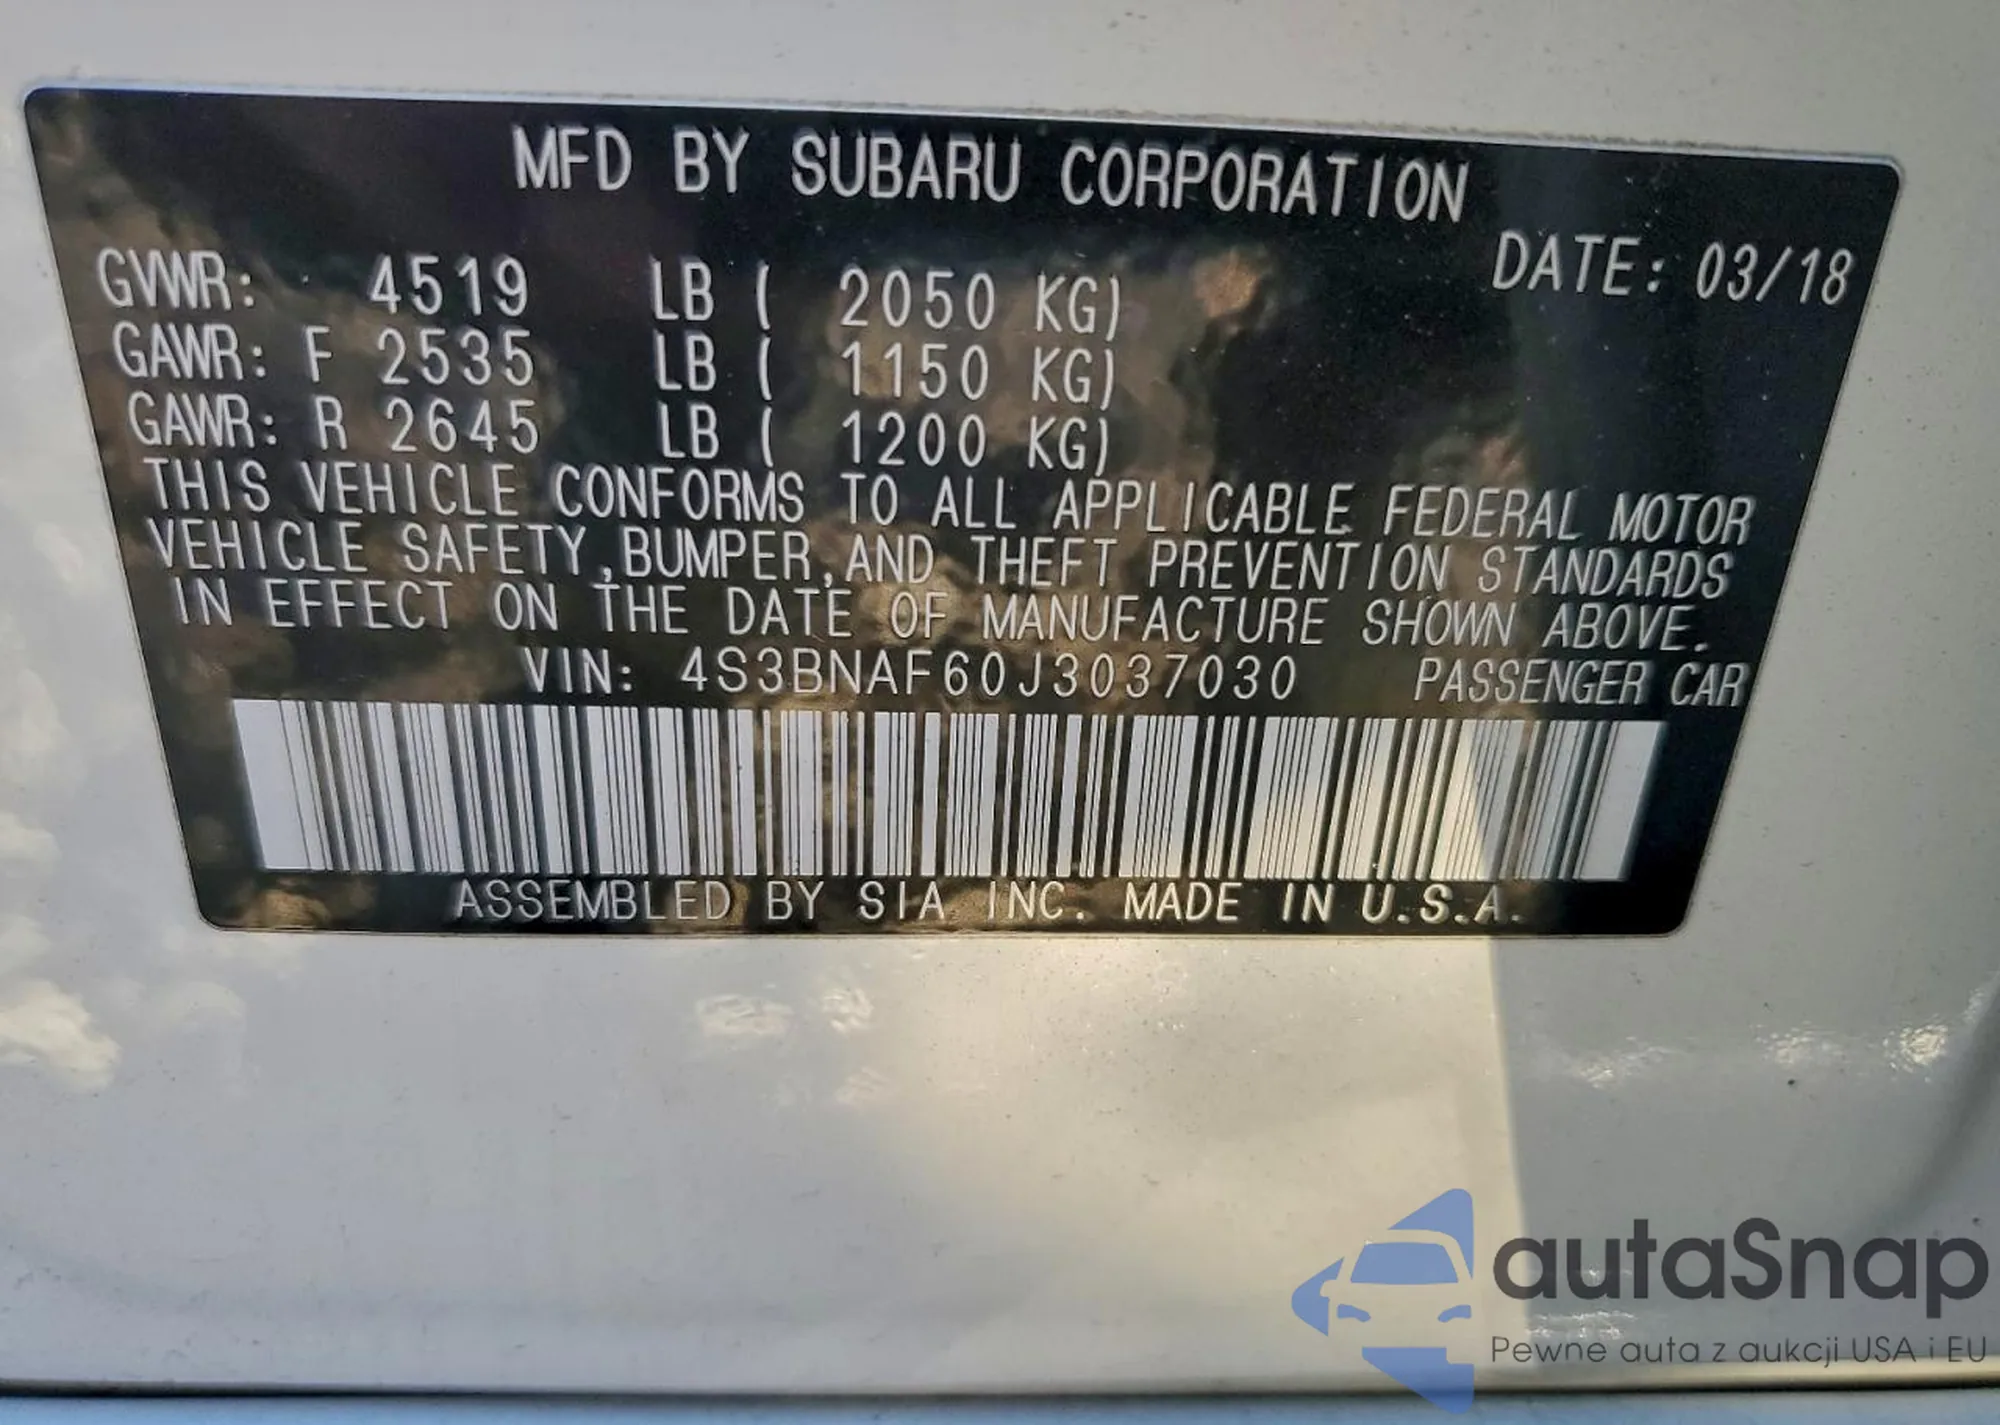 MFD BY SUBARU CORPORATION
DATE: 03/18
GVWR: 4519 LB ( 2050 KG)
GAWR: F 2535 LB ( 1150 KG)
GAWR: R 2645 LB ( 1200 KG)
THIS VEHICLE CONFORMS TO ALL APPLICABLE FEDERAL MOTOR
VEHICLE SAFETY,BUMPER,AND THEFT PREVENTION STANDARDS
IN EFFECT ON THE DATE OF MANUFACTURE SHOWN ABOVE.
VIN: 4S3BNAF60J3037030 PASSENGER CAR
ASSEMBLED BY SIA INC. MADE IN U.S.A.
autaSnap
Pewne auta z aukcji USA i EU